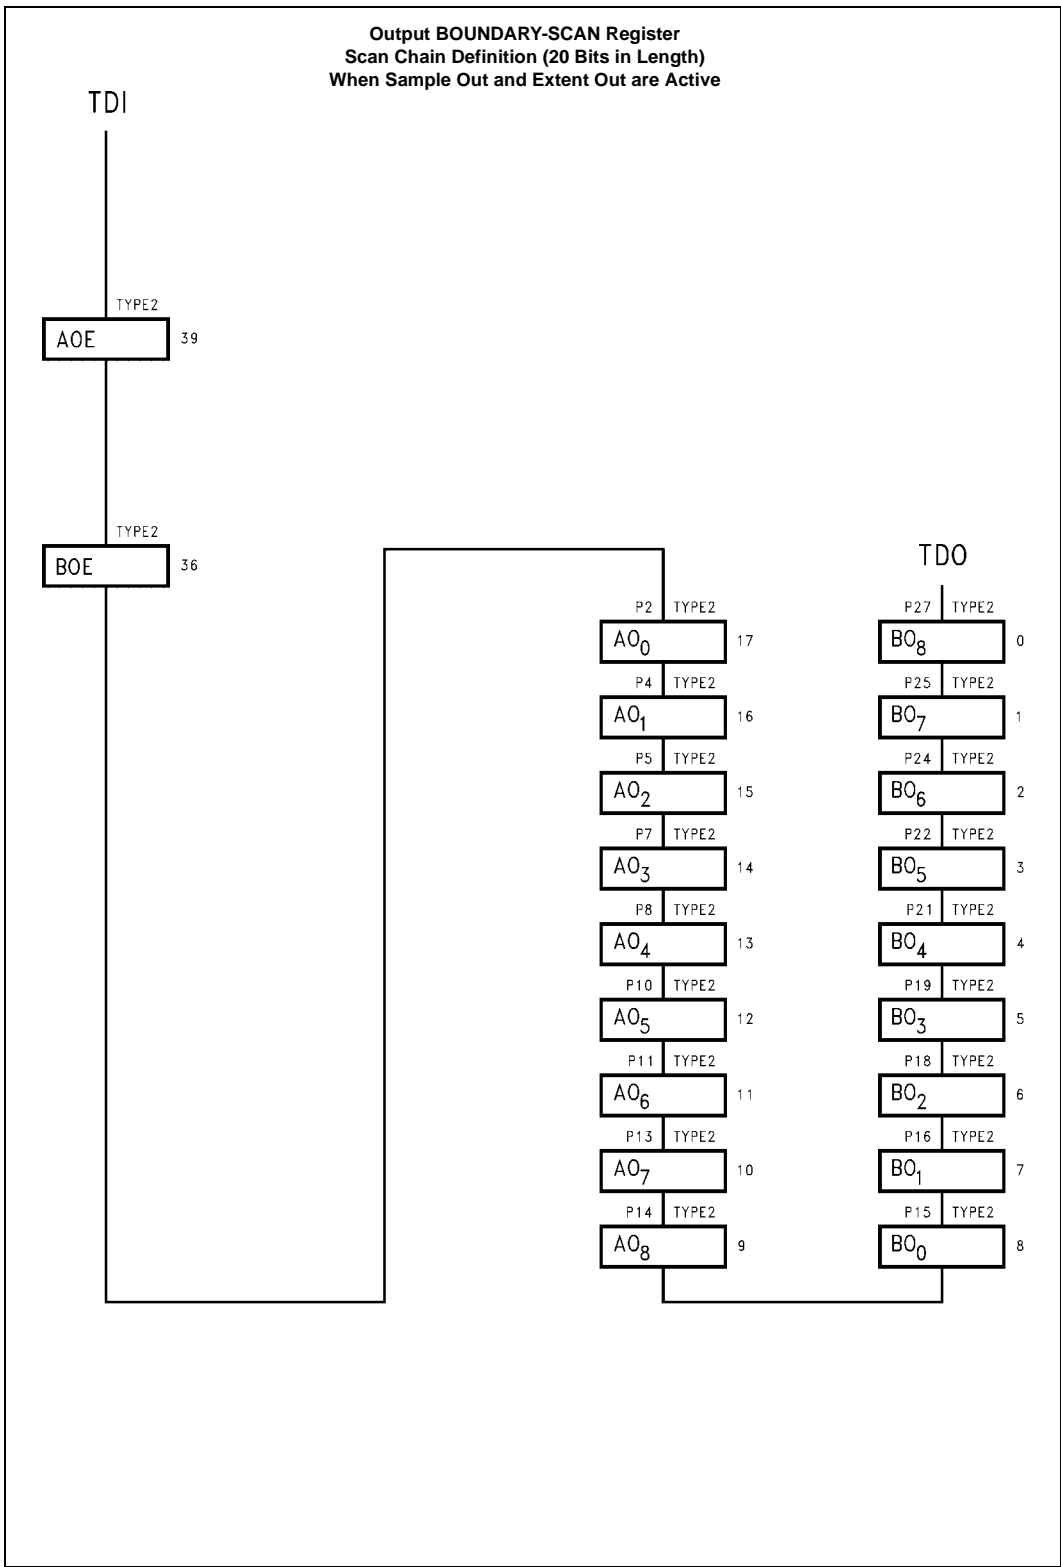 Output BOUNDARY-SCAN Register
Scan Chain Definition (20 Bits in Length)
When Sample Out and Extent Out are Active
TDI
TYPE2
AOE 39
TYPE2
BOE 36
TDO
P2 TYPE2 P27 TYPE2
AO0 17 BO8 0
P4 TYPE2 P25 TYPE2
AO1 16 BO7 1
P5 TYPE2 P24 TYPE2
AO2 15 BO6 2
P7 TYPE2 P22 TYPE2
AO3 14 BO5 3
P8 TYPE2 P21 TYPE2
AO4 13 BO4 4
P10 TYPE2 P19 TYPE2
AO5 12 BO3 5
P11 TYPE2 P18 TYPE2
AO6 11 BO2 6
P13 TYPE2 P16 TYPE2
AO7 10 BO1 7
P14 TYPE2 P15 TYPE2
AO8 9 BO0 8